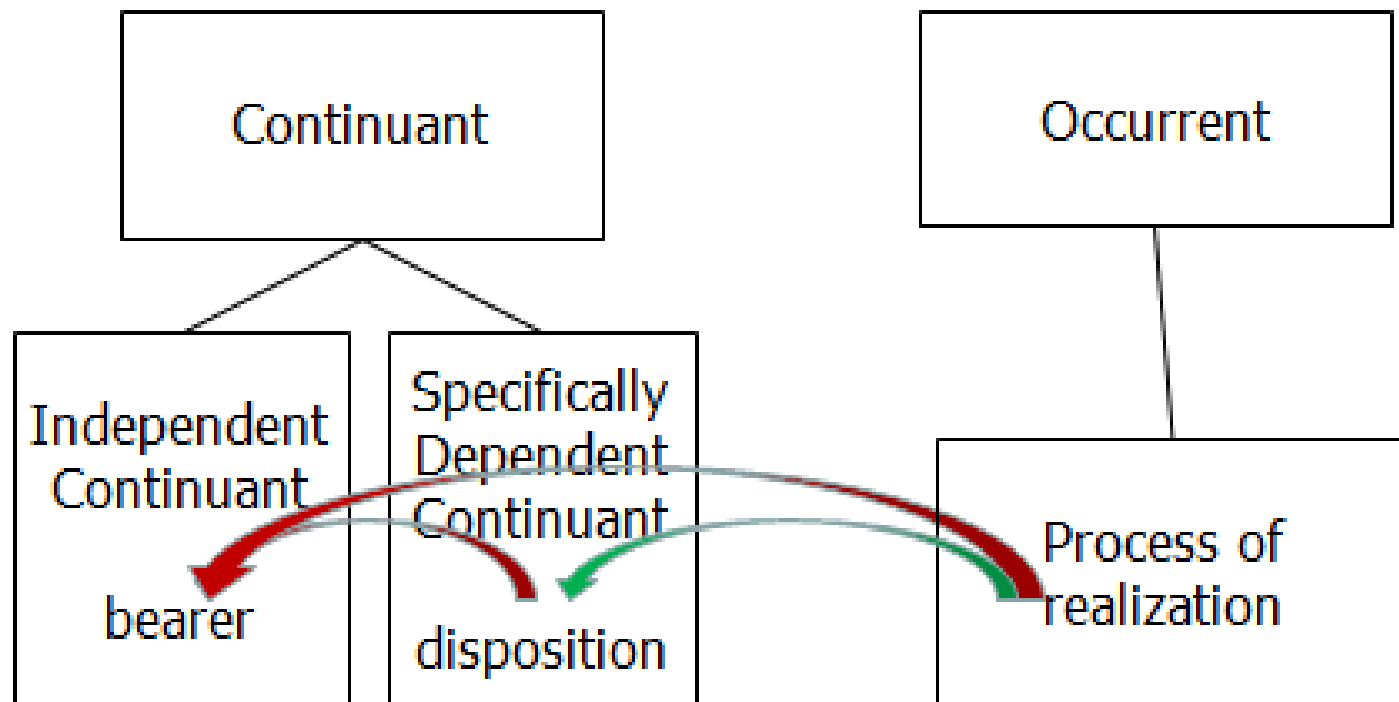 Continuant
Occurrent
Independent
Continuant
bearer
Specifically
Dependent
Continuant
disposition
Process of
realization